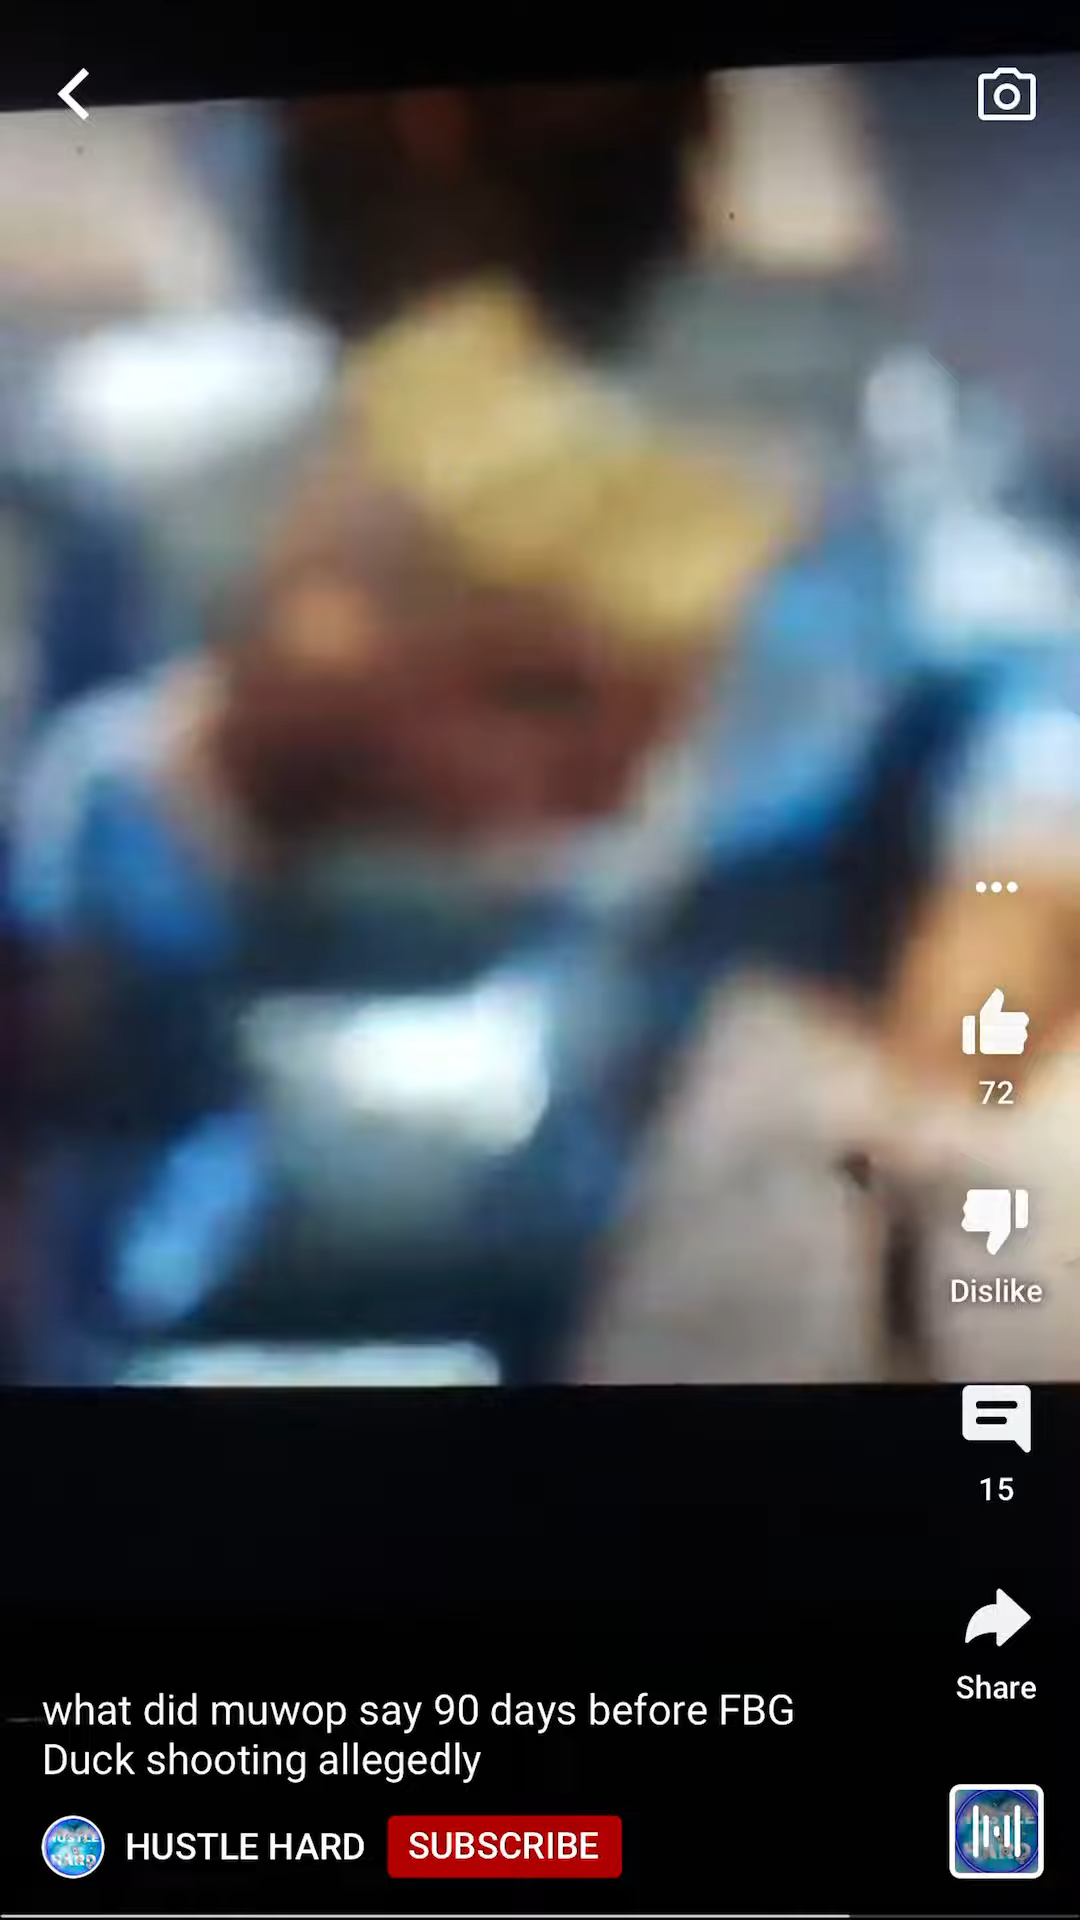 72
Dislike
15
Share
what did muwop say 90 days before FBG
Duck shooting allegedly
HUSTLE HARD SUBSCRIBE